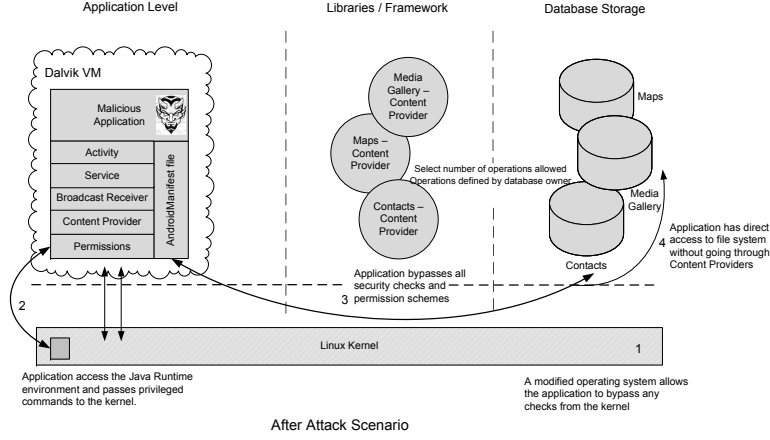 Application Level
Libraries / Framework
Database Storage
Dalvik VM
Malicious
Application
Activity
Service
Broadcast Receiver
Content Provider
Permissions
AndroidManifest file
Media
Gallery –
Content
Provider
Maps –
Content
Provider
Contacts –
Content
Provider
Select number of operations allowed
Operations defined by database owner
Maps
Media
Gallery
Contacts
4
Application has direct
access to file system
without going through
Content Providers
Application bypasses all
security checks and
permission schemes
3
2
Linux Kernel
1
Application access the Java Runtime
environment and passes privileged
commands to the kernel.
A modified operating system allows
the application to bypass any
checks from the kernel
After Attack Scenario